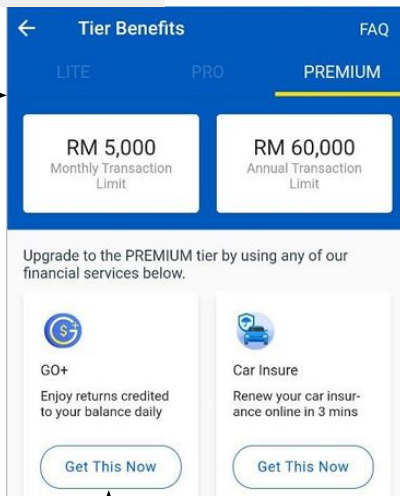 Tier Benefits FAQ
LITE PRO PREMIUM
RM 5,000 RM 60,000
Monthly Transaction Annual Transaction
Limit Limit
Upgrade to the PREMIUM tier by using any of our
financial services below.
GO+ Car Insure
Enjoy returns credited Renew your car insur-
to your balance daily ance online in 3 mins
Get This Now Get This Now